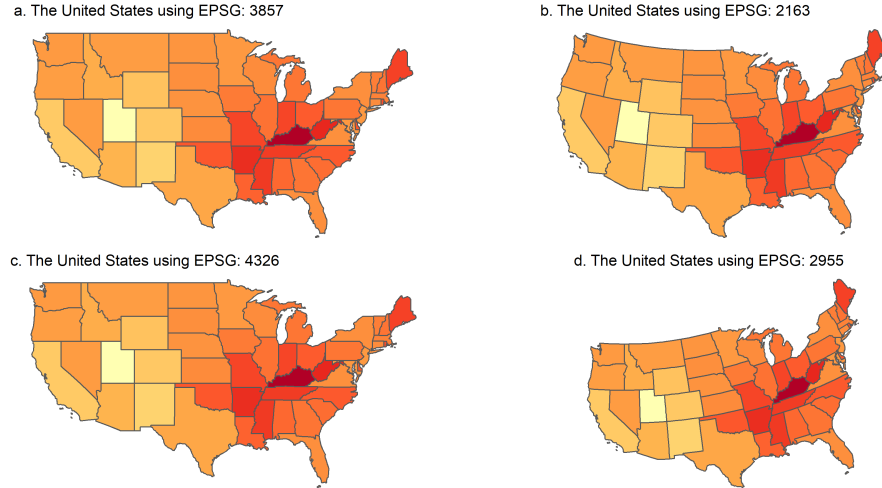 a. The United States using EPSG: 3857
b. The United States using EPSG: 2163
c. The United States using EPSG: 4326
d. The United States using EPSG: 2955